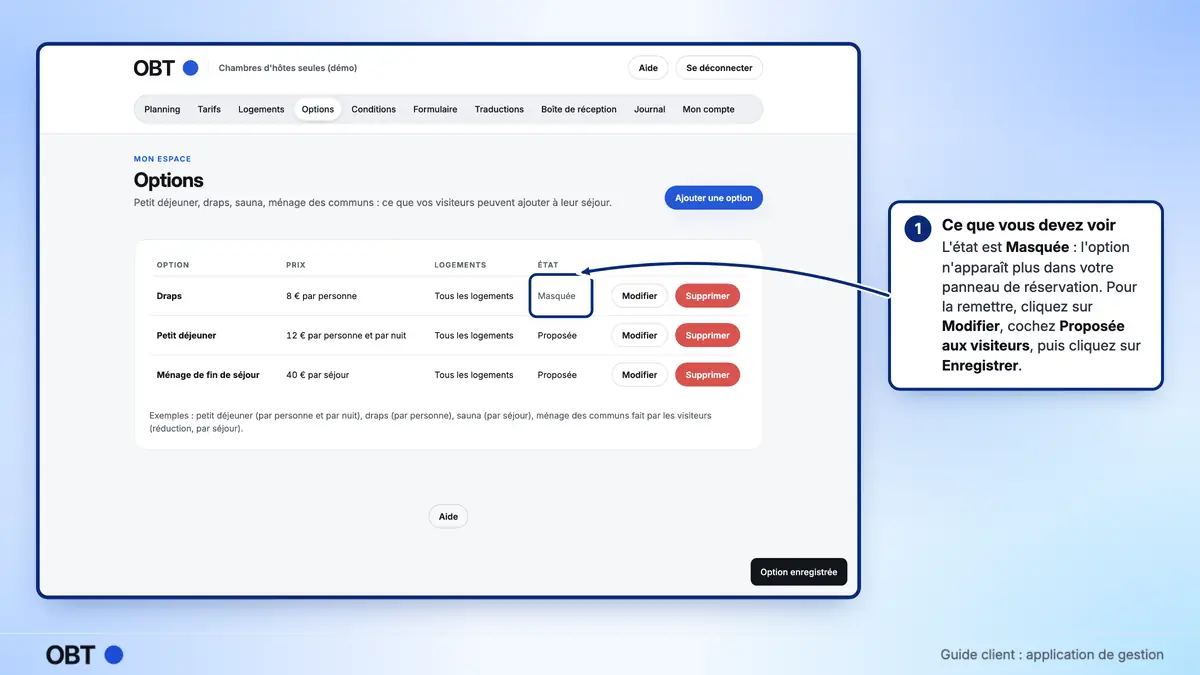 OBT
Chambres d'hôtes seules (démo)
Aide
Se déconnecter
Planning
Tarifs
Logements
Options
Conditions
Formulaire
Traductions
Boîte de réception
Journal
Mon compte
MON ESPACE
Options
Petit déjeuner, draps, sauna, ménage des communs : ce que vos visiteurs peuvent ajouter à leur séjour.
Ajouter une option
OPTION PRIX LOGEMENTS ÉTAT
Draps 8 € par personne Tous les logements Masquée Modifier Supprimer
Petit déjeuner 12 € par personne et par nuit Tous les logements Proposée Modifier Supprimer
Ménage de fin de séjour 40 € par séjour Tous les logements Proposée Modifier Supprimer
Exemples : petit déjeuner (par personne et par nuit), draps (par personne), sauna (par séjour), ménage des communs fait par les visiteurs
(réduction, par séjour).
Aide
Option enregistrée
1
Ce que vous devez voir
L'état est Masquée : l'option
n'apparaît plus dans votre
panneau de réservation. Pour
la remettre, cliquez sur
Modifier, cochez Proposée
aux visiteurs, puis cliquez sur
Enregistrer.
OBT
Guide client : application de gestion